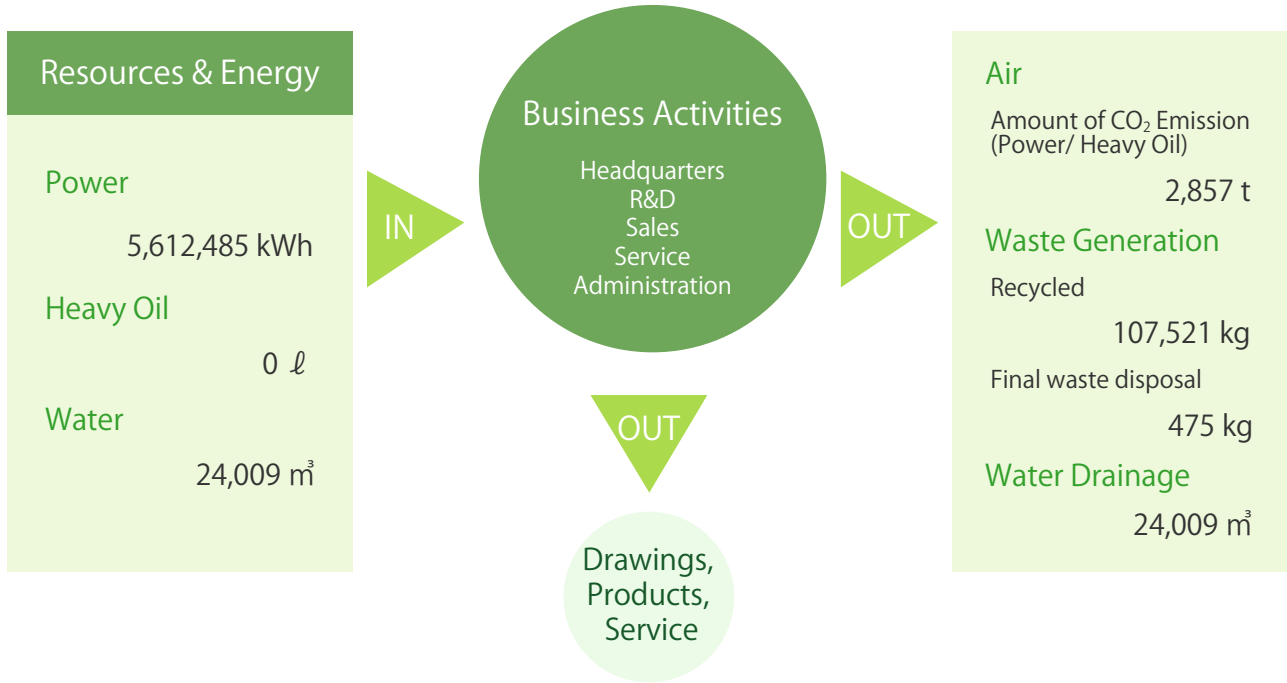 Resources & Energy
Power
5,612,485 kWh
Heavy Oil
0 ℓ
Water
24,009 ㎥
IN
Business Activities
Headquarters
R&D
Sales
Service
Administration
OUT
Drawings,
Products,
Service
OUT
Air
Amount of CO₂ Emission
(Power/ Heavy Oil)
2,857 t
Waste Generation
Recycled
107,521 kg
Final waste disposal
475 kg
Water Drainage
24,009 ㎥